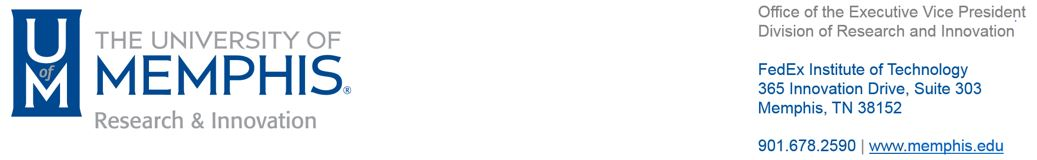 U
of
M
THE UNIVERSITY OF
MEMPHIS®
Research & Innovation
Office of the Executive Vice President
Division of Research and Innovation
FedEx Institute of Technology
365 Innovation Drive, Suite 303
Memphis, TN 38152
901.678.2590 | www.memphis.edu